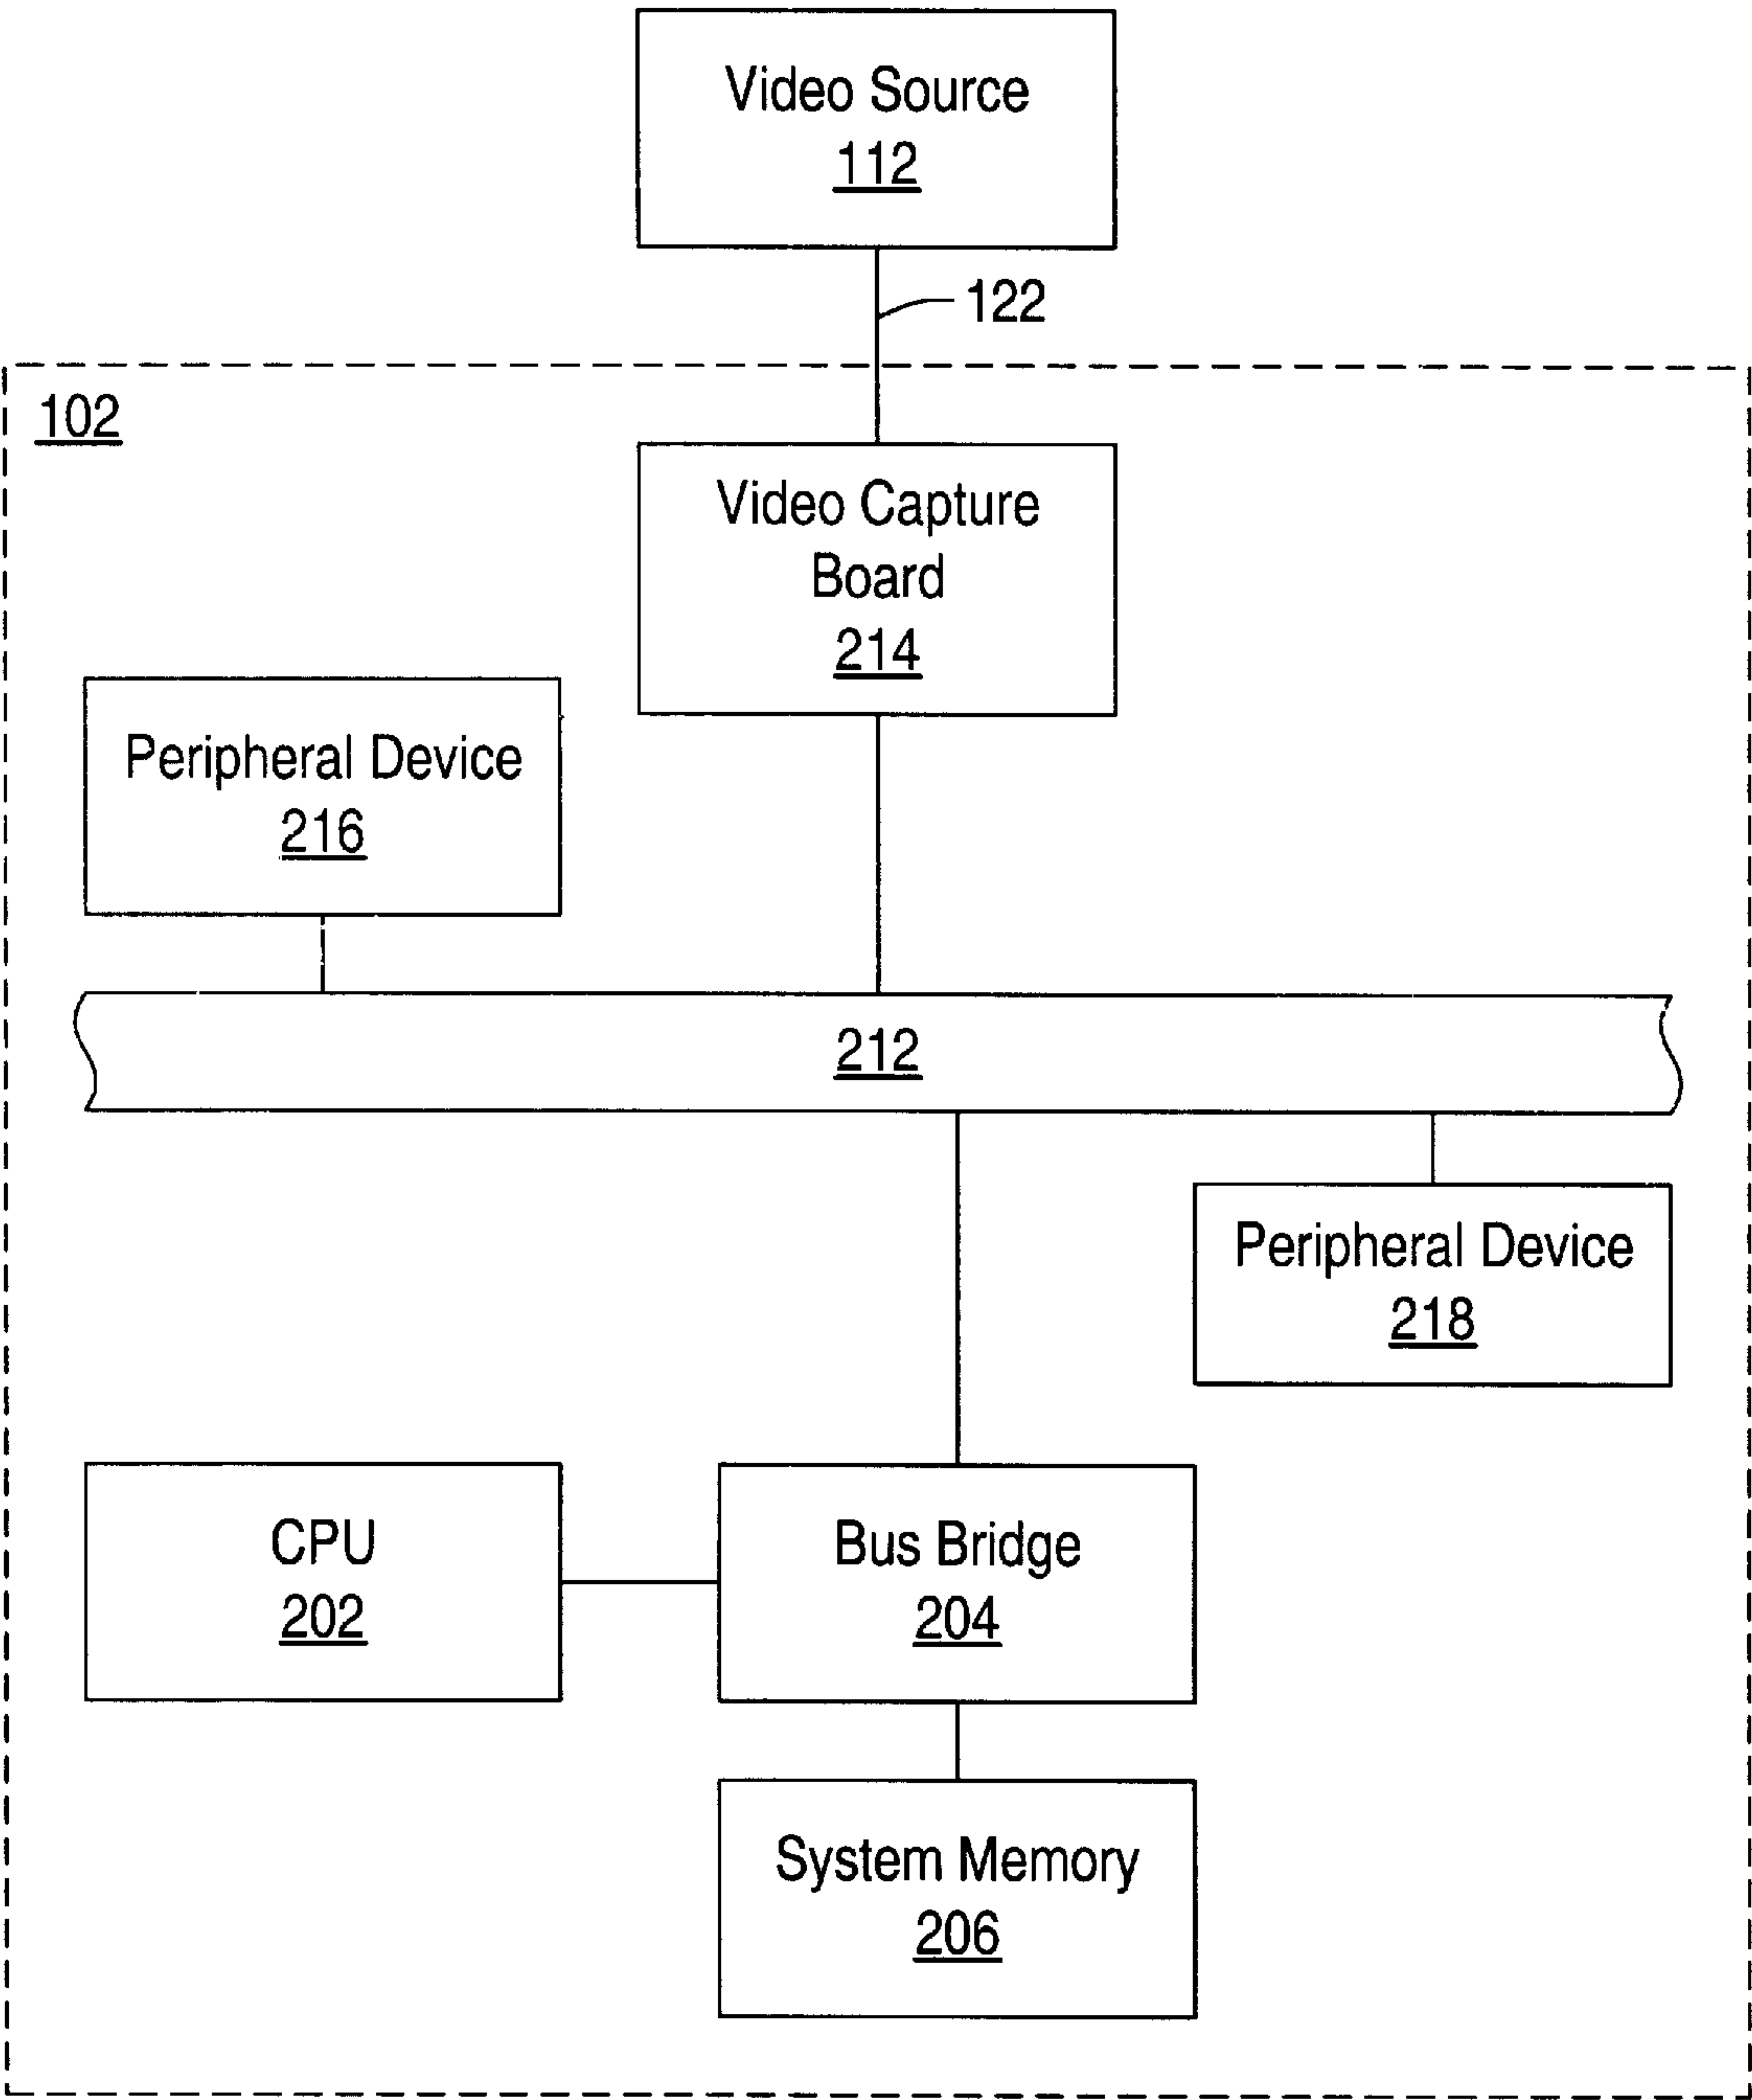 Video Source
112
122
102
Video Capture
Board
214
Peripheral Device
216
212
Peripheral Device
218
CPU
202
Bus Bridge
204
System Memory
206